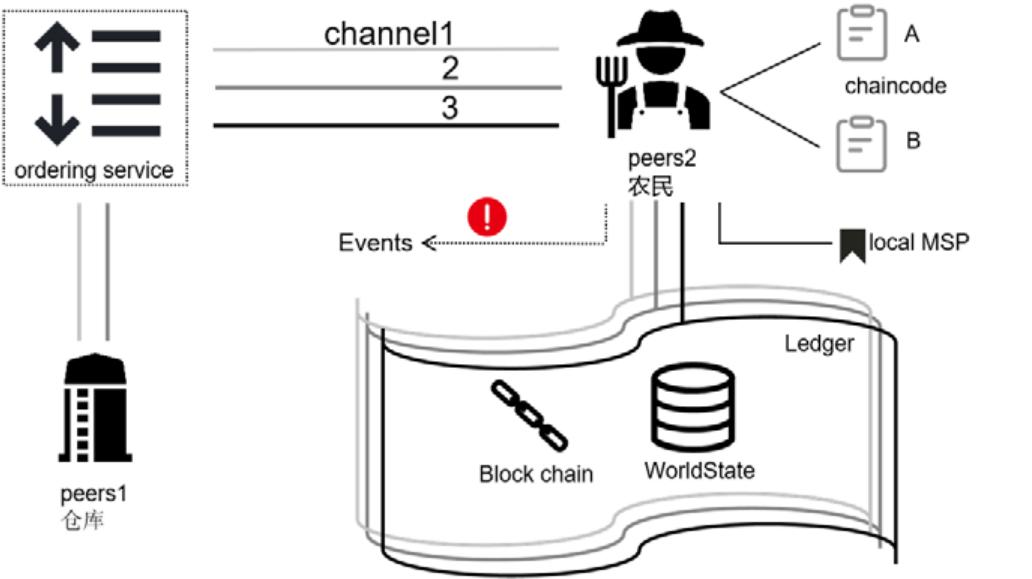 channel1
2
3
ordering service
A
chaincode
B
peers2
农民
Events
local MSP
Ledger
Block chain
WorldState
peers1
仓库